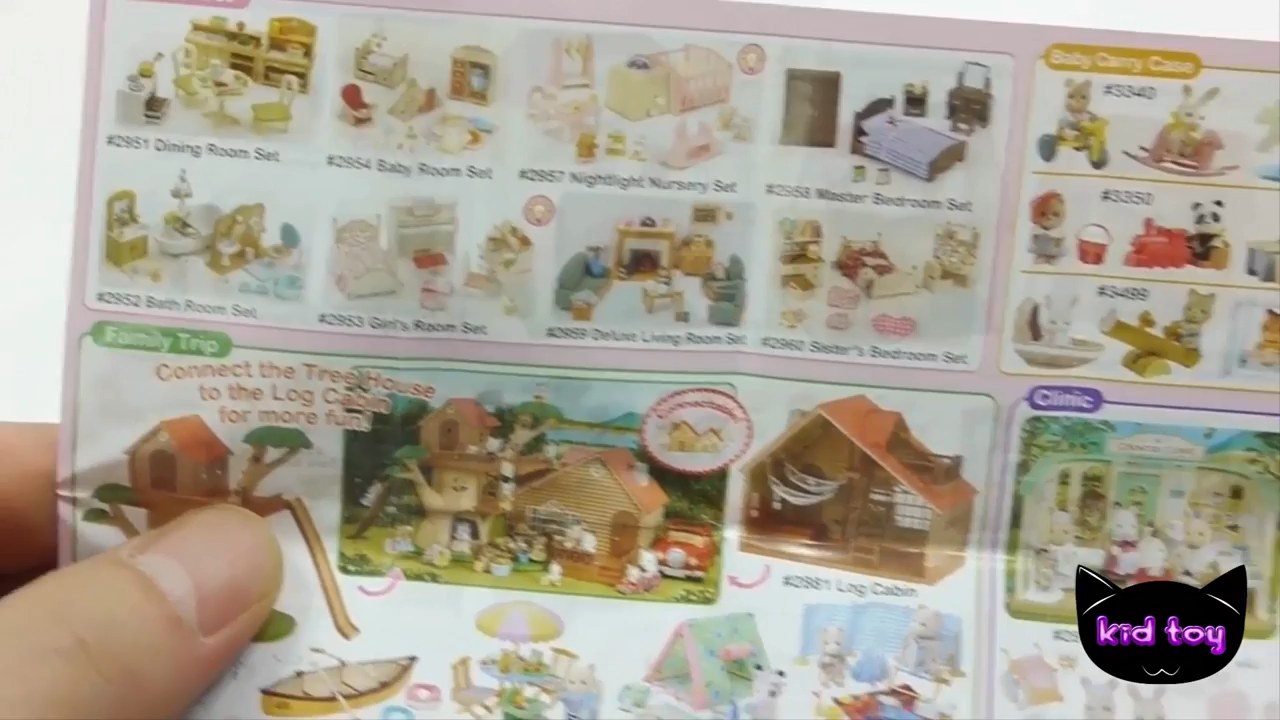 #2951 Dining Room Set
#2954 Baby Room Set
#2957 Nightlight Nursery Set
#2958 Master Bedroom Set
#2952 Bath Room Set
#2953 Girl's Room Set
#2959 Deluxe Living Room Set
#2960 Sister's Bedroom Set
Baby Carry Case
#3340
#3350
#3499
Family Trip
Connect the Tree House
to the Log Cabin
for more fun!
Connectable!
#2881 Log Cabin
Clinic
kid toy